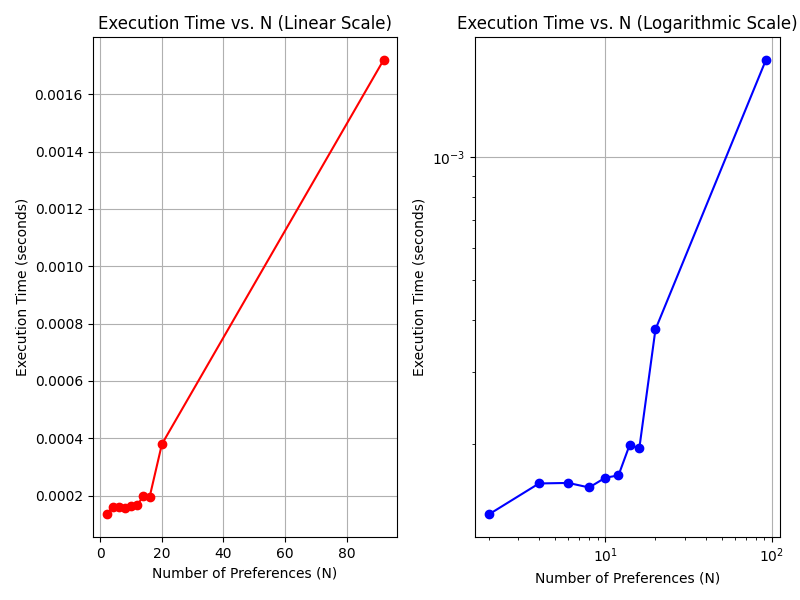 Execution Time vs. N (Linear Scale)
Execution Time (seconds)
0.0016
0.0014
0.0012
0.0010
0.0008
0.0006
0.0004
0.0002
0 20 40 60 80
Number of Preferences (N)
Execution Time vs. N (Logarithmic Scale)
Execution Time (seconds)
10⁻³
10¹ 10²
Number of Preferences (N)